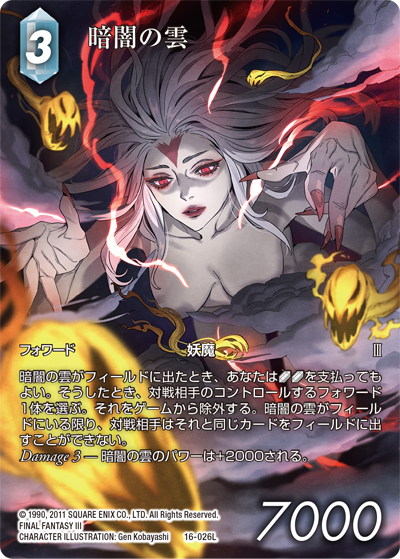 3
暗闇の雲
フォワード 妖魔 III
暗闇の雲がフィールドに出たとき、あなたは を支払っても
よい。そうしたとき、対戦相手のコントロールするフォワード
1体を選ぶ。それをゲームから除外する。暗闇の雲がフィール
ドにいる限り、対戦相手はそれと同じカードをフィールドに出
すことができない。
Damage 3 — 暗闇の雲のパワーは+2000される。
© 1990, 2011 SQUARE ENIX CO., LTD. All Rights Reserved.
FINAL FANTASY III
CHARACTER ILLUSTRATION: Gen Kobayashi 16-026L
7000